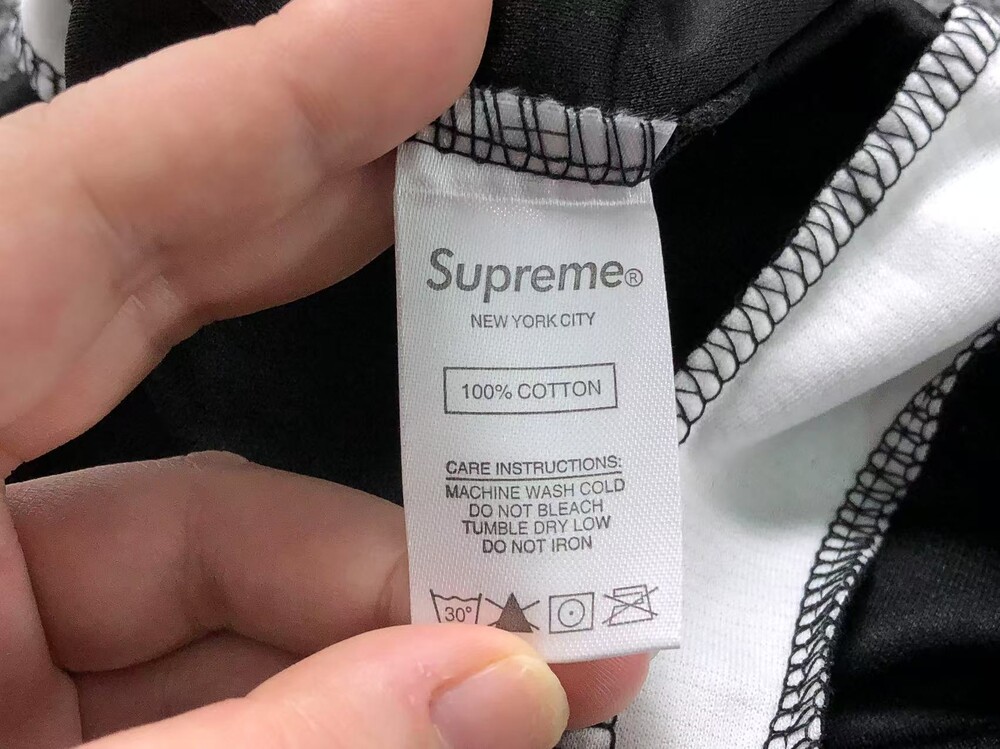 Supreme®
NEW YORK CITY
100% COTTON
CARE INSTRUCTIONS:
MACHINE WASH COLD
DO NOT BLEACH
TUMBLE DRY LOW
DO NOT IRON
30°